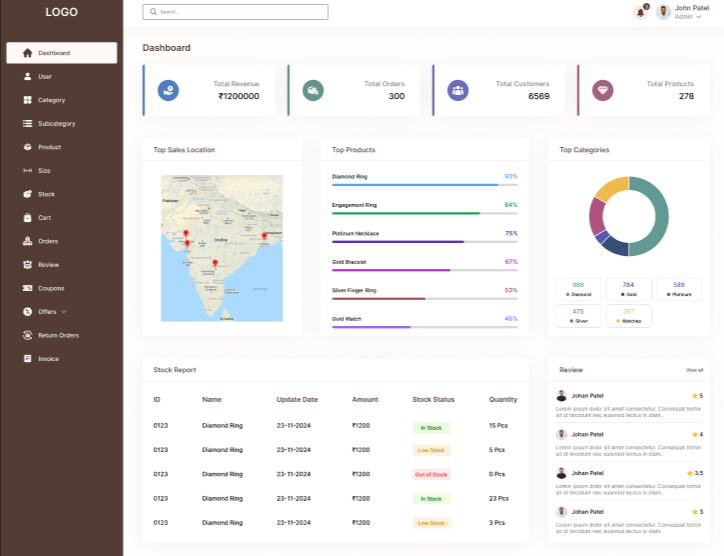 LOGO
Search...
3
John Patel
Admin
Dashboard
User
Category
Subcategory
Product
Size
Stock
Cart
Orders
Review
Coupons
Offers
Return Orders
Invoice
Dashboard
Total Revenue
₹1200000
Total Orders
300
Total Customers
6569
Total Products
278
Top Sales Location
Pakistan
India
Sri Lanka
Top Products
Diamond Ring 93%
Engagement Ring 84%
Platinum Necklace 75%
Gold Bracelet 67%
Silver Finger Ring 53%
Gold Watch 46%
Top Categories
988
Diamond
784
Gold
589
Platinum
475
Silver
387
Watches
Stock Report
ID Name Update Date Amount Stock Status Quantity
0123 Diamond Ring 23-11-2024 ₹1200 In Stock 15 Pcs
0123 Diamond Ring 23-11-2024 ₹1200 Low Stock 5 Pcs
0123 Diamond Ring 23-11-2024 ₹1200 Out of Stock 0 Pcs
0123 Diamond Ring 23-11-2024 ₹1200 In Stock 23 Pcs
0123 Diamond Ring 23-11-2024 ₹1200 Low Stock 3 Pcs
Review View all
Johan Patel 5
Lorem ipsum dolor sit amet consectetur. Consequat tortor
sit id tincidunt nec euismod lectus in vitae.
Johan Patel 4
Lorem ipsum dolor sit amet consectetur. Consequat tortor
sit id tincidunt nec euismod lectus in vitae.
Johan Patel 3.5
Lorem ipsum dolor sit amet consectetur. Consequat tortor
sit id tincidunt nec euismod lectus in vitae.
Johan Patel 3
Lorem ipsum dolor sit amet consectetur. Consequat tortor
sit id tincidunt nec euismod lectus in vitae.